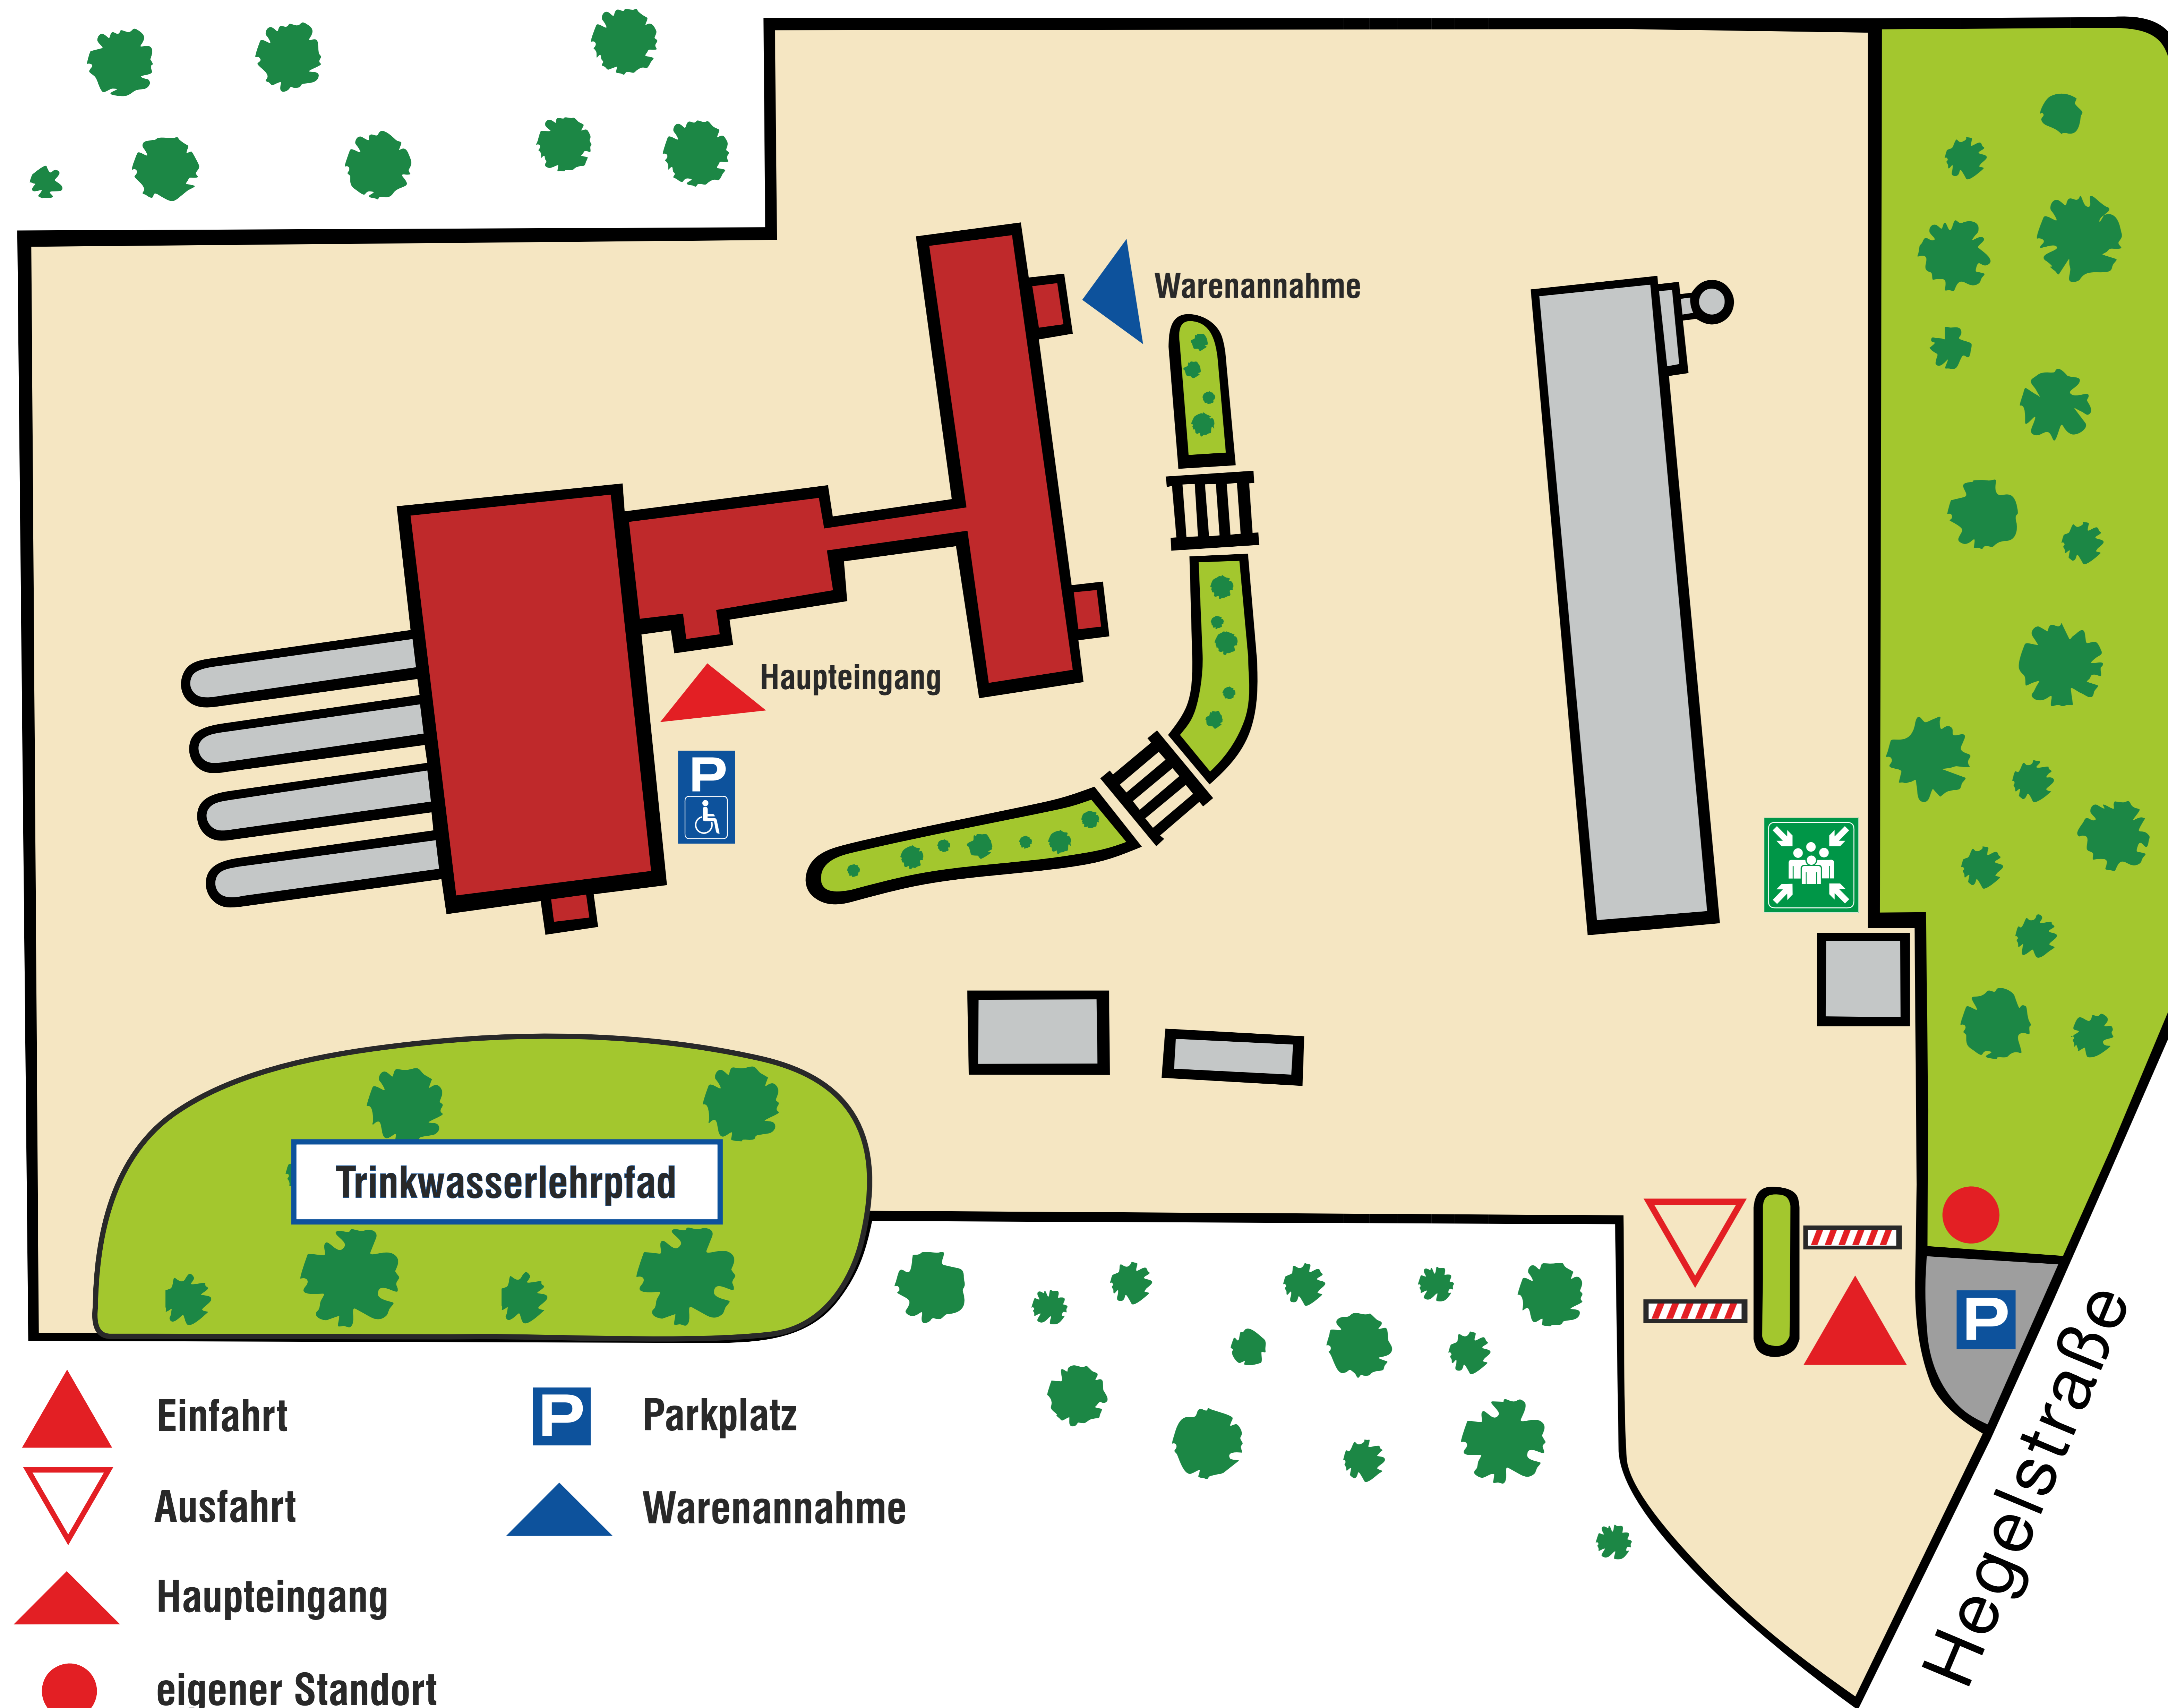 Warenannahme
Haupteingang
P
Trinkwasserlehrpfad
P
Hegelstraße
Einfahrt
P
Parkplatz
Ausfahrt
Warenannahme
Haupteingang
eigener Standort